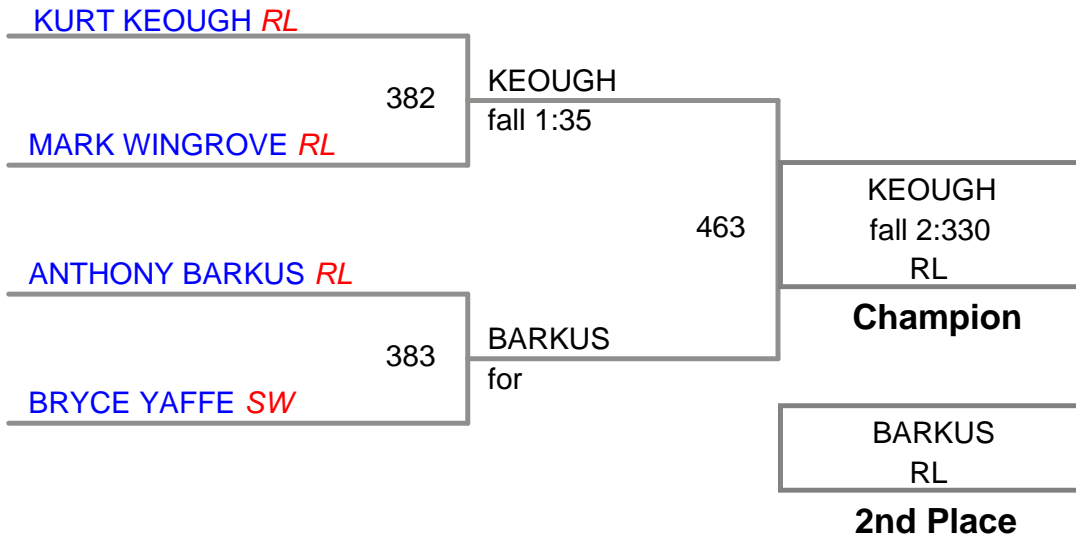 KURT KEOUGH RL
382
KEOUGH
fall 1:35
MARK WINGROVE RL
463
KEOUGH
fall 2:330
RL
Champion
ANTHONY BARKUS RL
383
BARKUS
for
BRYCE YAFFE SW
BARKUS
RL
2nd Place